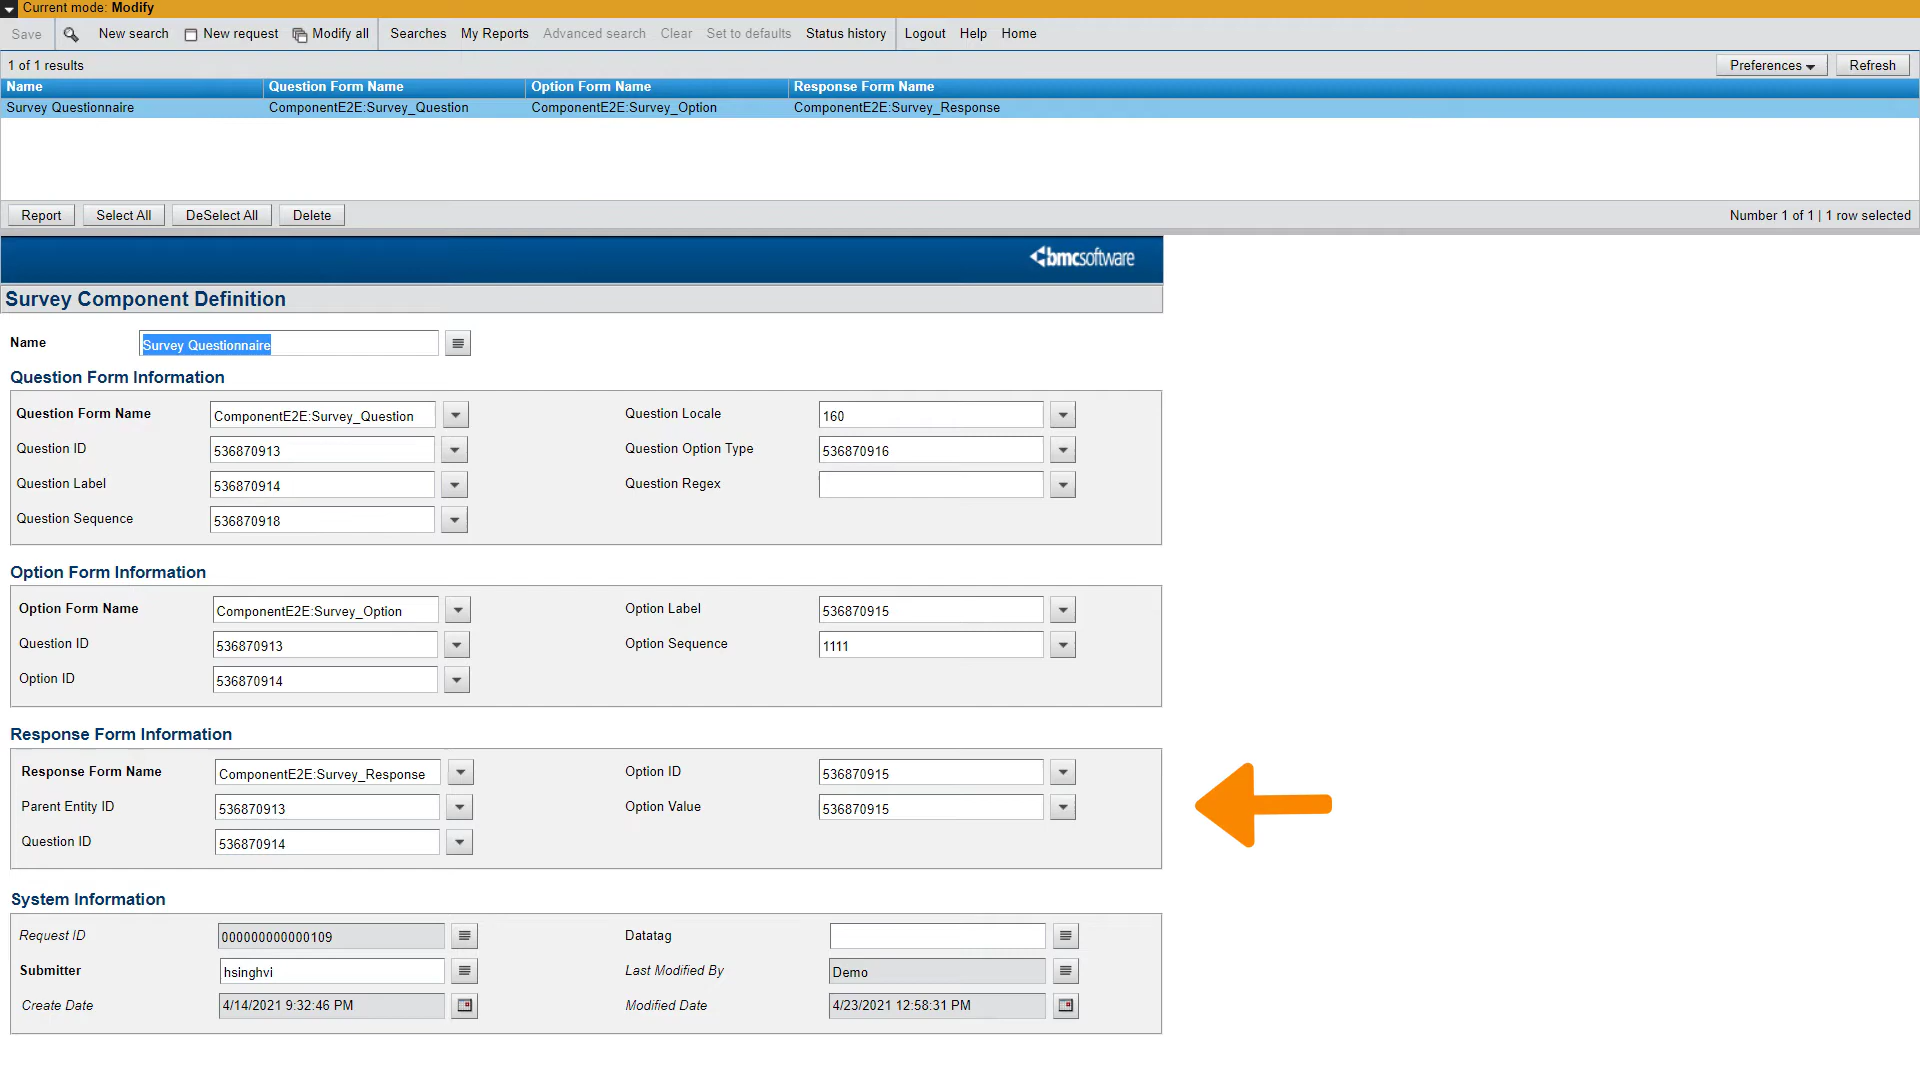 Current mode: Modify
Save New search New request Modify all Searches My Reports Advanced search Clear Set to defaults Status history Logout Help Home
1 of 1 results Preferences Refresh
Name Question Form Name Option Form Name Response Form Name
Survey Questionnaire ComponentE2E:Survey_Question ComponentE2E:Survey_Option ComponentE2E:Survey_Response
Report Select All DeSelect All Delete Number 1 of 1 | 1 row selected
bmcsoftware
Survey Component Definition
Name Survey Questionnaire
Question Form Information
Question Form Name ComponentE2E:Survey_Question Question Locale 160
Question ID 536870913 Question Option Type 536870916
Question Label 536870914 Question Regex
Question Sequence 536870918
Option Form Information
Option Form Name ComponentE2E:Survey_Option Option Label 536870915
Question ID 536870913 Option Sequence 1111
Option ID 536870914
Response Form Information
Response Form Name ComponentE2E:Survey_Response Option ID 536870915
Parent Entity ID 536870913 Option Value 536870915
Question ID 536870914
System Information
Request ID 000000000000109 Datatag
Submitter hsinghvi Last Modified By Demo
Create Date 4/14/2021 9:32:46 PM Modified Date 4/23/2021 12:58:31 PM